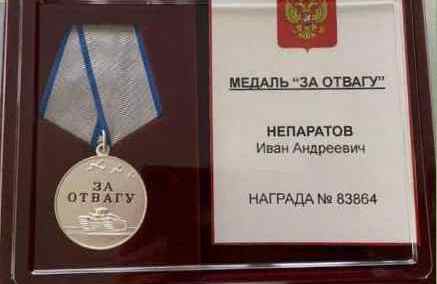 ЗА
ОТВАГУ
МЕДАЛЬ "ЗА ОТВАГУ"
НЕПАРАТОВ
Иван Андреевич
НАГРАДА № 83864